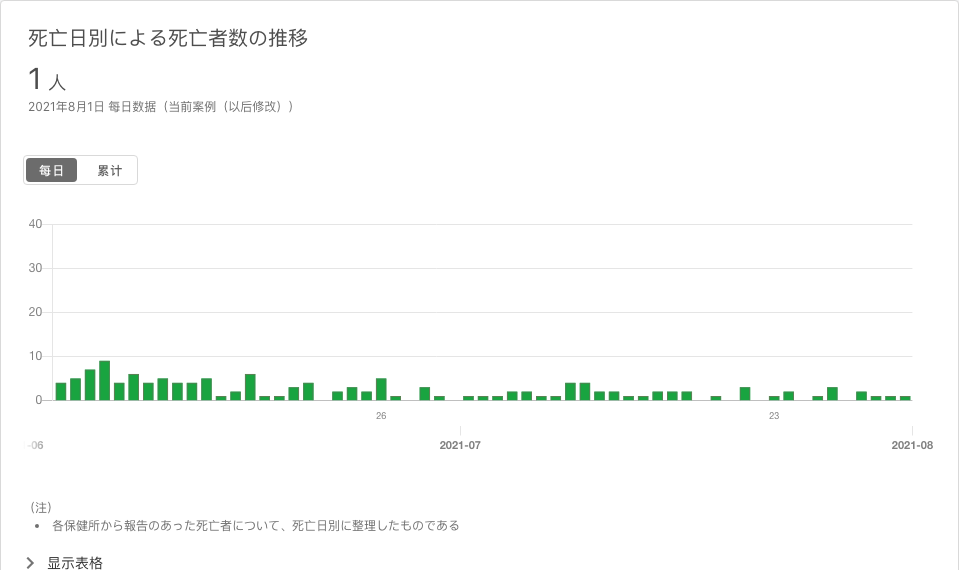 死亡日別による死亡者数の推移
1 人
2021年8月1日 每日数据（当前案例（以后修改））
每日 累计
40
30
20
10
0
26 23
-06 2021-07 2021-08
（注）
• 各保健所から報告のあった死亡者について、死亡日別に整理したものである
显示表格